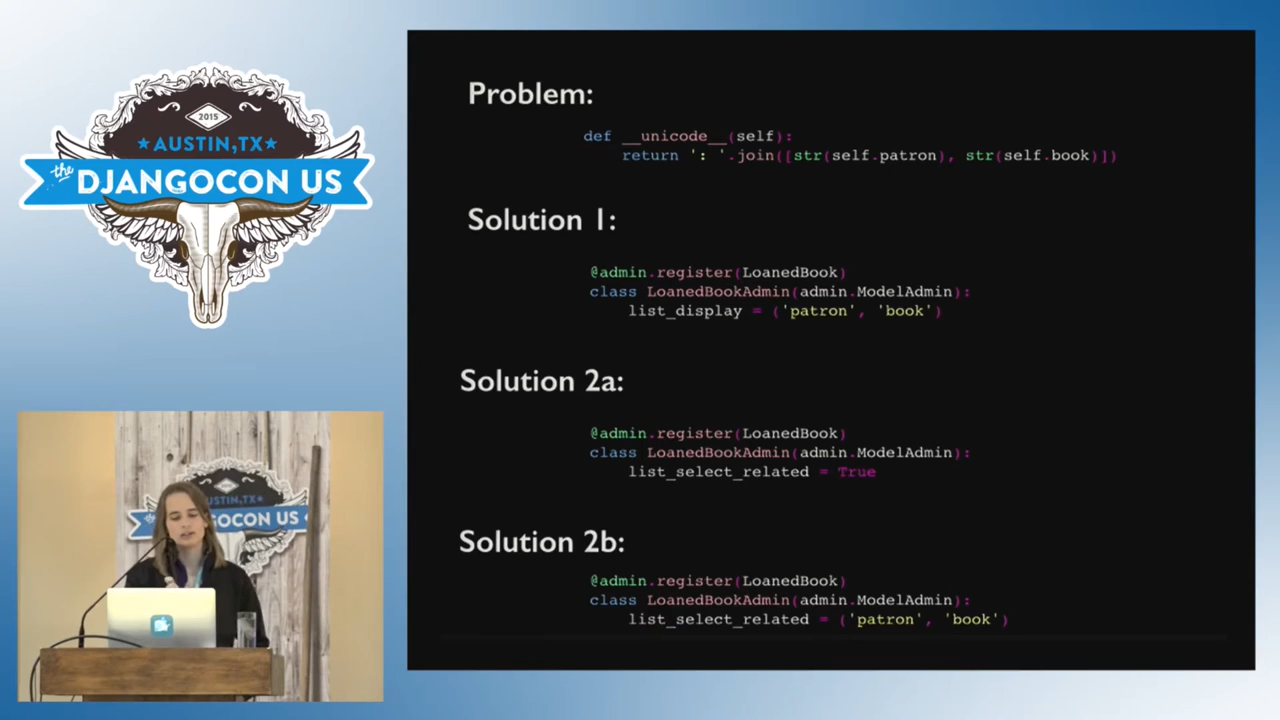 2015
★AUSTIN,TX★
the DJANGOCON US
Problem:
def __unicode__(self):
return ': '.join([str(self.patron), str(self.book)])
Solution 1:
@admin.register(LoanedBook)
class LoanedBookAdmin(admin.ModelAdmin):
list_display = ('patron', 'book')
Solution 2a:
@admin.register(LoanedBook)
class LoanedBookAdmin(admin.ModelAdmin):
list_select_related = True
Solution 2b:
@admin.register(LoanedBook)
class LoanedBookAdmin(admin.ModelAdmin):
list_select_related = ('patron', 'book')
AUSTIN,TX★
the DJANGOCON US